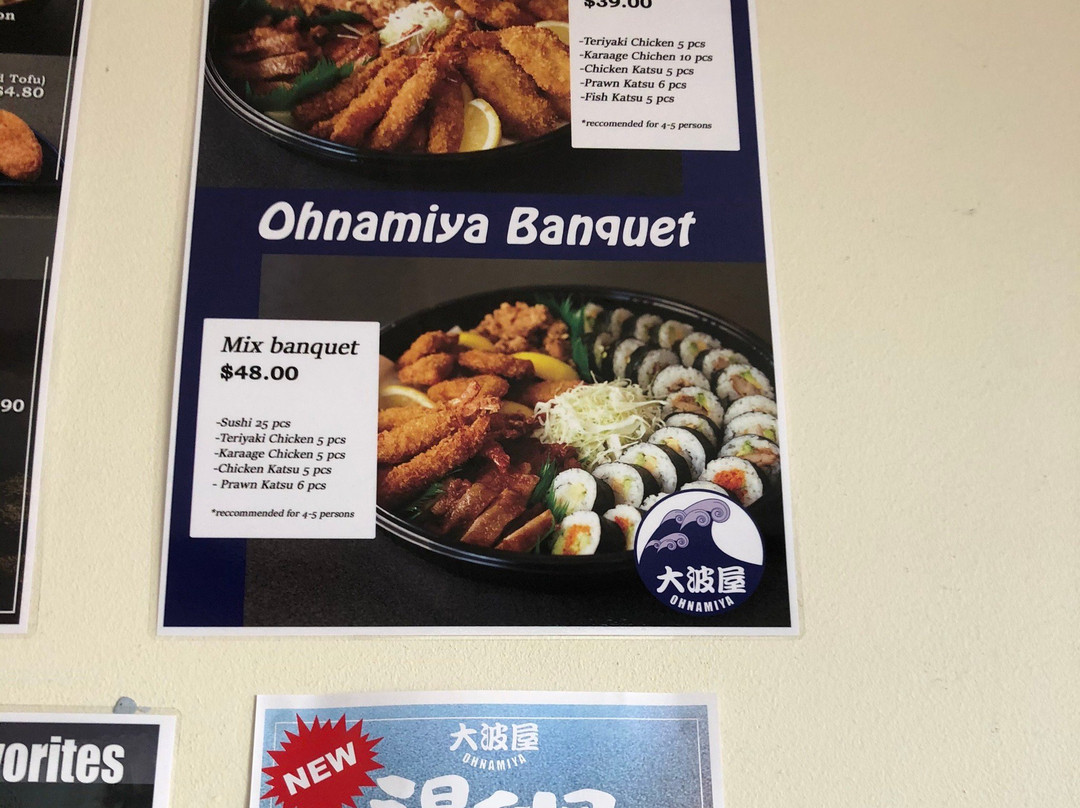 on
d Tofu)
$4.80
90
$39.00
-Teriyaki Chicken 5 pcs
-Karaage Chichen 10 pcs
-Chicken Katsu 5 pcs
-Prawn Katsu 6 pcs
-Fish Katsu 5 pcs
*reccomended for 4-5 persons
Ohnamiya Banquet
Mix banquet
$48.00
-Sushi 25 pcs
-Teriyaki Chicken 5 pcs
-Karaage Chicken 5 pcs
-Chicken Katsu 5 pcs
- Prawn Katsu 6 pcs
*reccommended for 4-5 persons
大波屋
OHNAMIYA
vorites
NEW
大波屋
OHNAMIYA